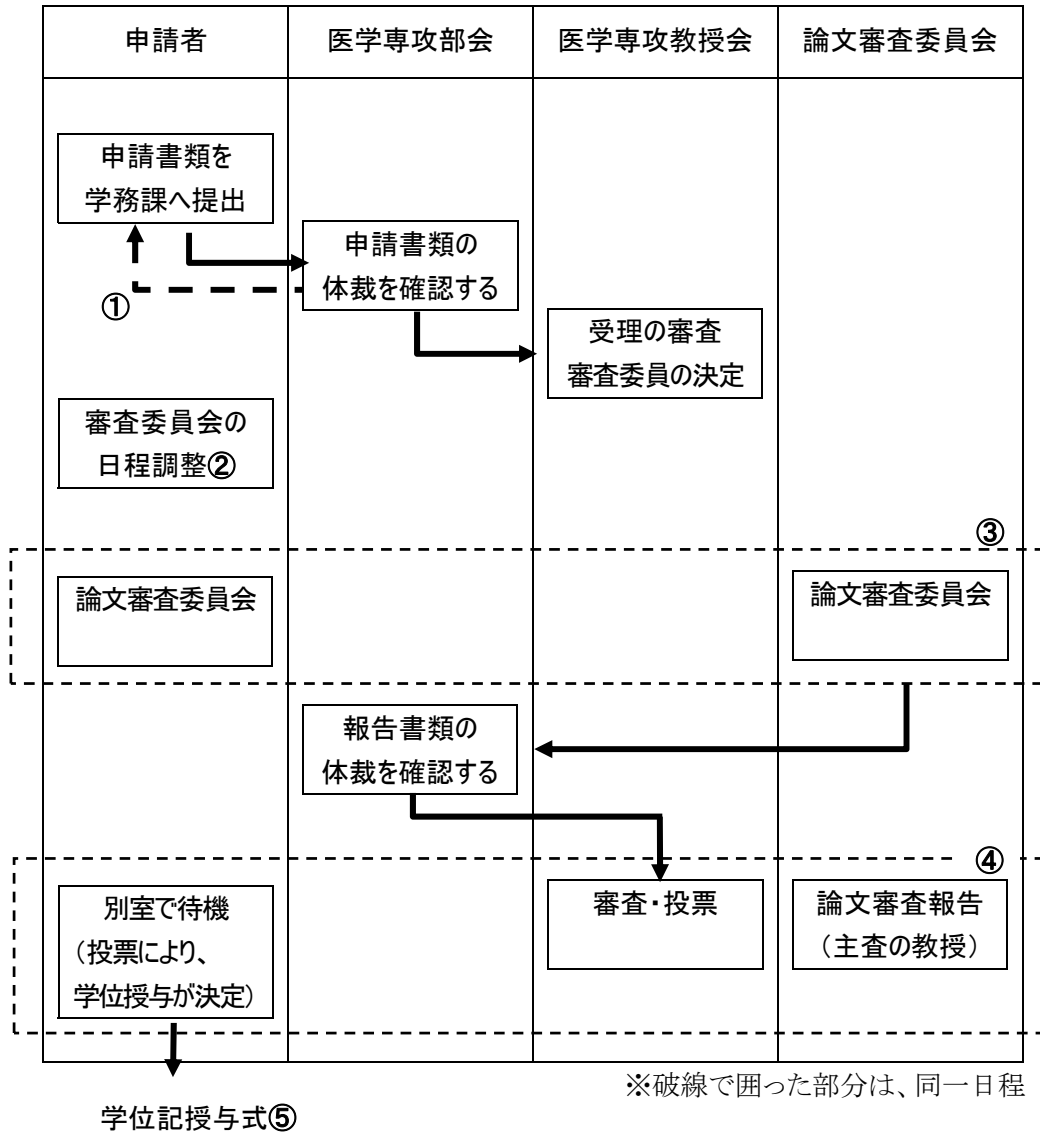 申請者
医学専攻部会
医学専攻教授会
論文審査委員会
申請書類を
学務課へ提出
申請書類の
体裁を確認する
①
受理の審査
審査委員の決定
審査委員会の
日程調整②
③
論文審査委員会
論文審査委員会
報告書類の
体裁を確認する
④
別室で待機
(投票により、
学位授与が決定)
審査・投票
論文審査報告
(主査の教授)
※破線で囲った部分は、同一日程
学位記授与式⑤